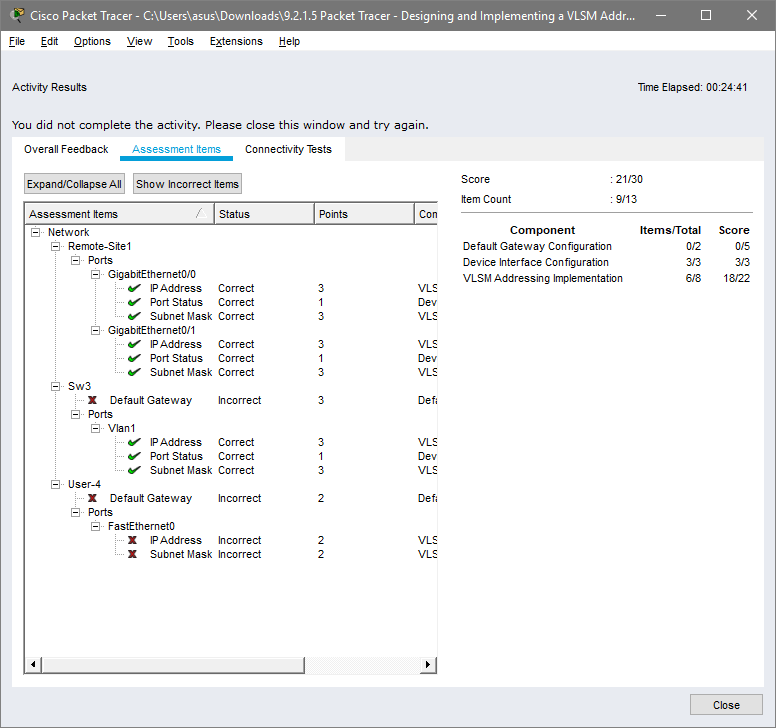 Cisco Packet Tracer - C:\Users\asus\Downloads\9.2.1.5 Packet Tracer - Designing and Implementing a VLSM Addr...
File Edit Options View Tools Extensions Help
Activity Results
Time Elapsed: 00:24:41
You did not complete the activity. Please close this window and try again.
Overall Feedback Assessment Items Connectivity Tests
Expand/Collapse All Show Incorrect Items
Assessment Items Status Points Con
Network
Remote-Site1
Ports
GigabitEthernet0/0
IP Address Correct 3 VLS
Port Status Correct 1 Dev
Subnet Mask Correct 3 VLS
GigabitEthernet0/1
IP Address Correct 3 VLS
Port Status Correct 1 Dev
Subnet Mask Correct 3 VLS
Sw3
Default Gateway Incorrect 3 Defa
Ports
Vlan1
IP Address Correct 3 VLS
Port Status Correct 1 Dev
Subnet Mask Correct 3 VLS
User-4
Default Gateway Incorrect 2 Defa
Ports
FastEthernet0
IP Address Incorrect 2 VLS
Subnet Mask Incorrect 2 VLS
Score : 21/30
Item Count : 9/13
Component Items/Total Score
Default Gateway Configuration 0/2 0/5
Device Interface Configuration 3/3 3/3
VLSM Addressing Implementation 6/8 18/22
Close